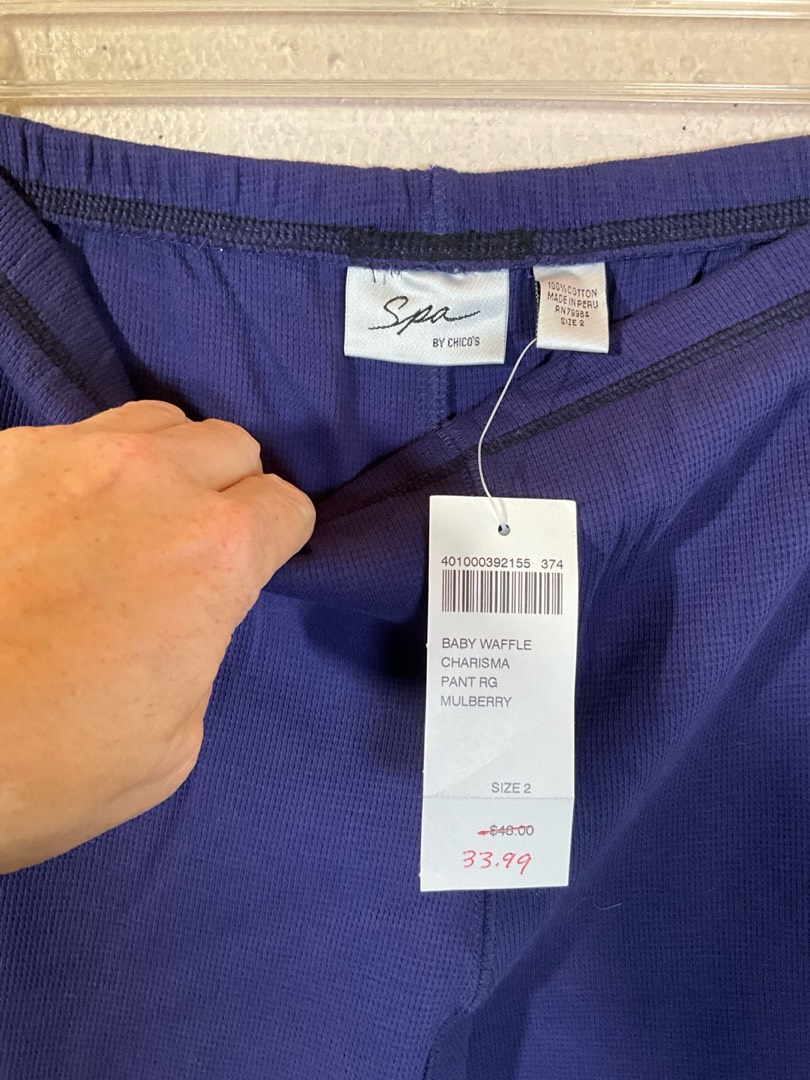 Spa
BY CHICO'S
100% COTTON
MADE IN PERU
RN79984
SIZE 2
401000392155 374
BABY WAFFLE
CHARISMA
PANT RG
MULBERRY
SIZE 2
$48.00
33.99